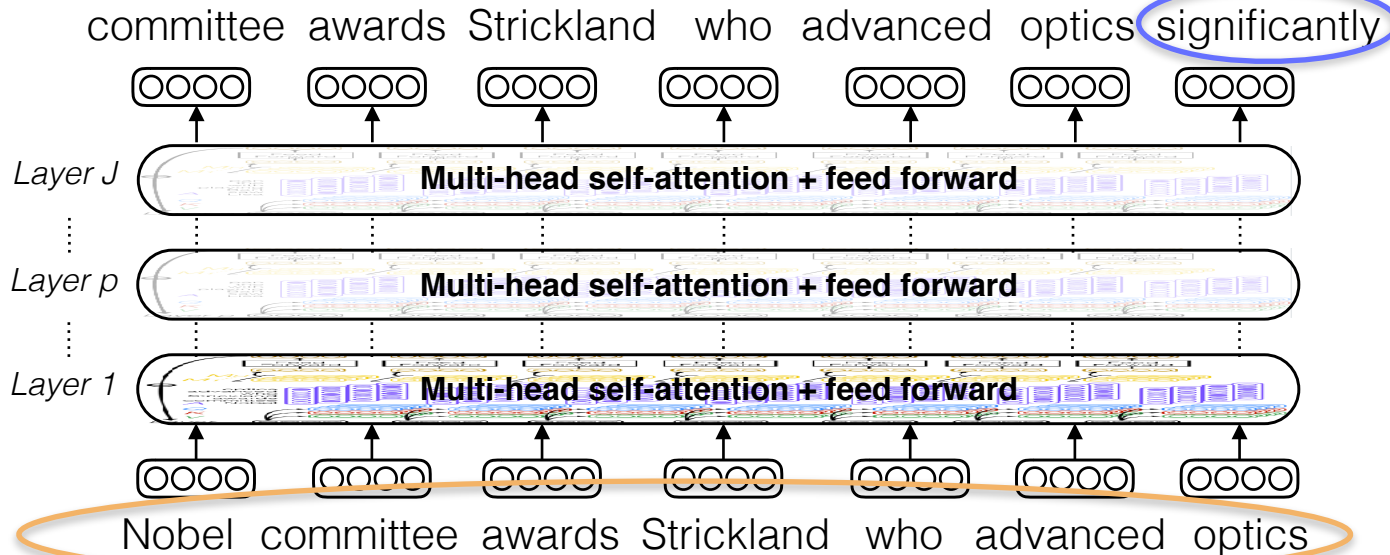 committee awards Strickland who advanced optics significantly
Layer J Multi-head self-attention + feed forward
Layer p Multi-head self-attention + feed forward
Layer 1 Multi-head self-attention + feed forward
Nobel committee awards Strickland who advanced optics